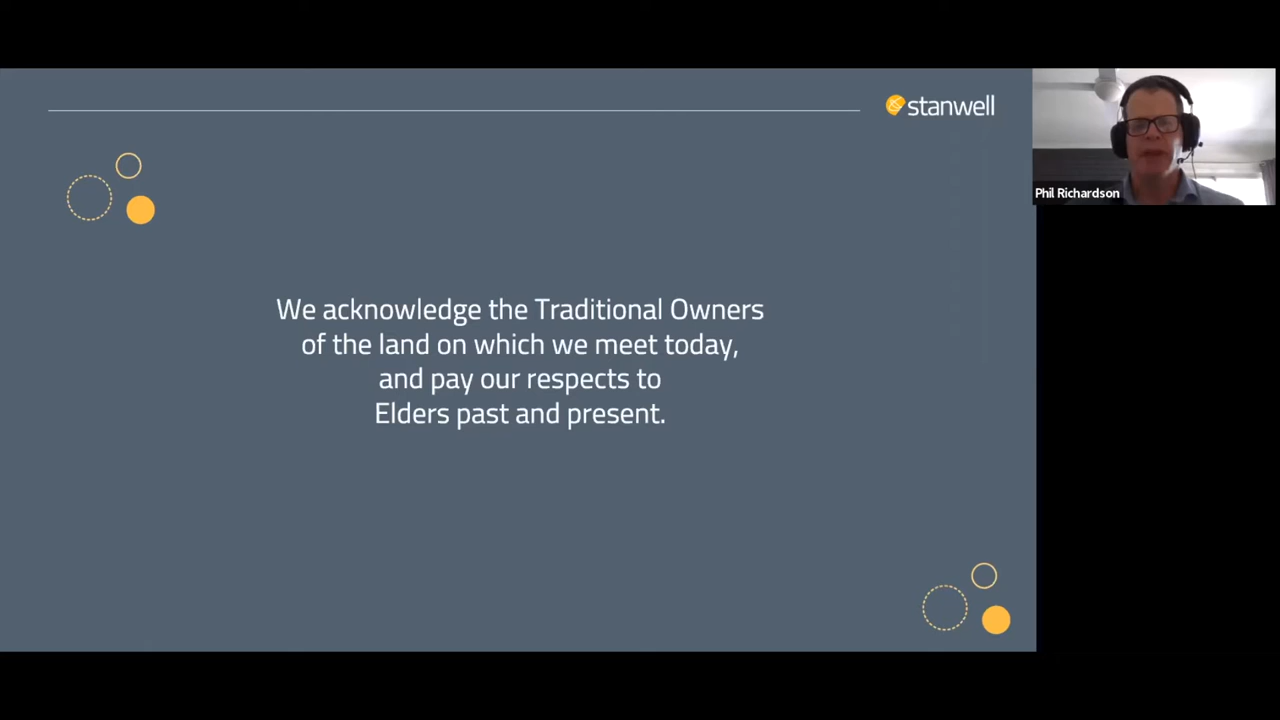 stanwell
Phil Richardson
We acknowledge the Traditional Owners
of the land on which we meet today,
and pay our respects to
Elders past and present.